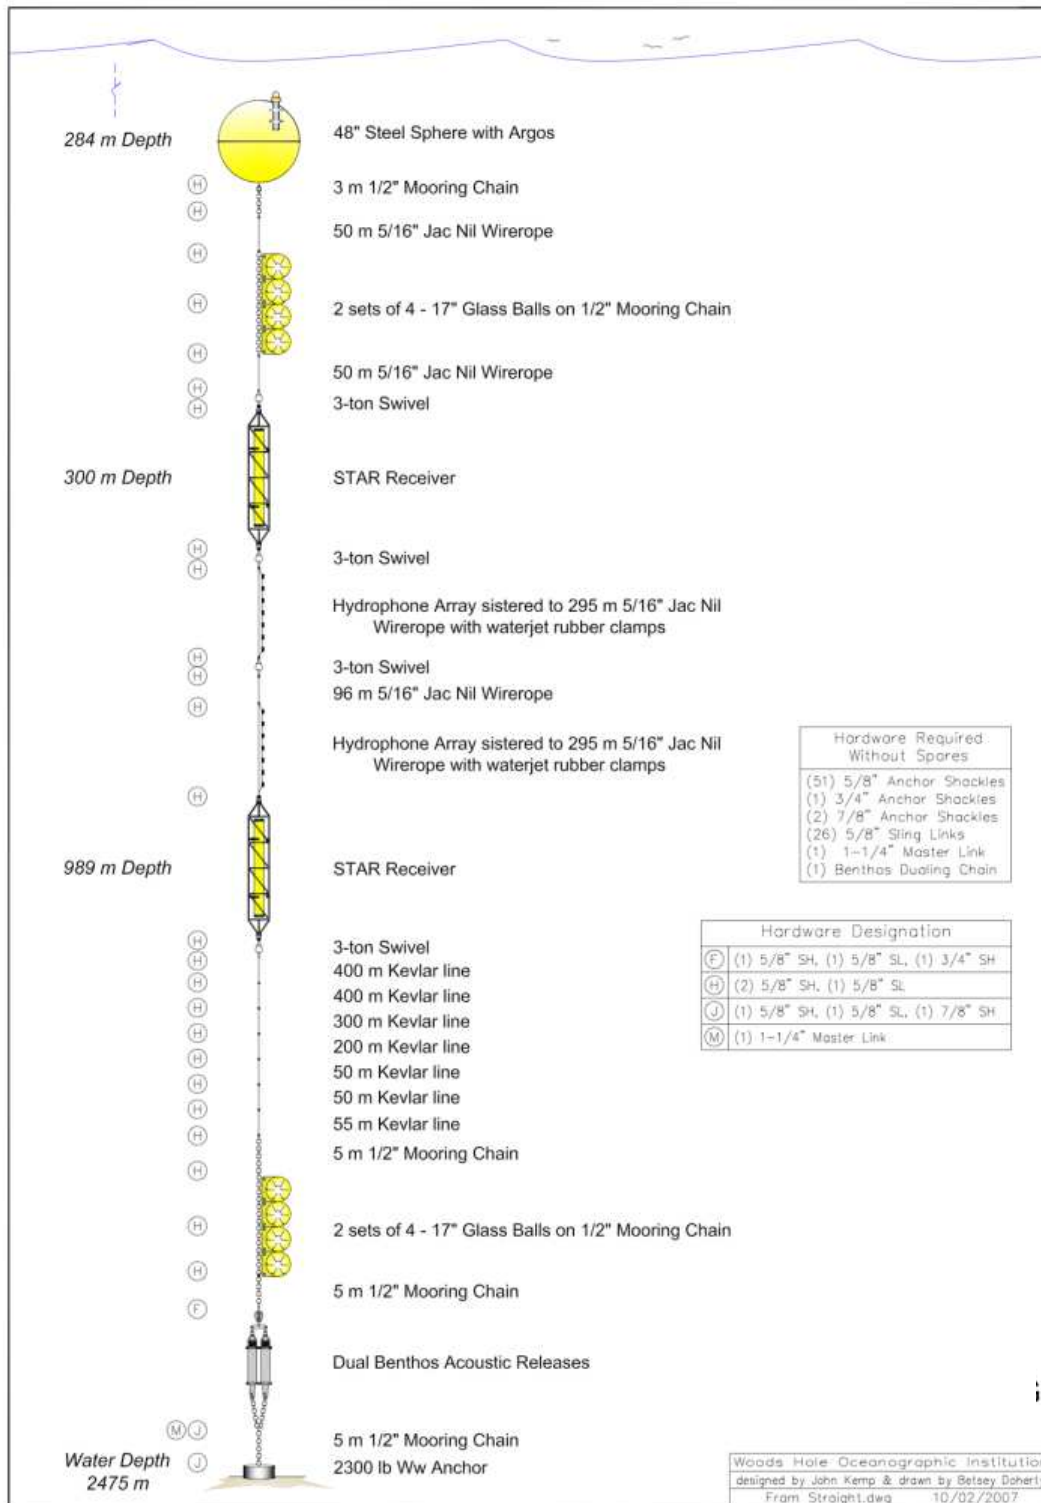 284 m Depth
48" Steel Sphere with Argos
H
3 m 1/2" Mooring Chain
H
50 m 5/16" Jac Nil Wirerope
H
H
2 sets of 4 - 17" Glass Balls on 1/2" Mooring Chain
H
50 m 5/16" Jac Nil Wirerope
H
3-ton Swivel
H
300 m Depth
STAR Receiver
H
3-ton Swivel
H
Hydrophone Array sistered to 295 m 5/16" Jac Nil
Wirerope with waterjet rubber clamps
H
3-ton Swivel
H
96 m 5/16" Jac Nil Wirerope
H
Hydrophone Array sistered to 295 m 5/16" Jac Nil
Wirerope with waterjet rubber clamps
H
Hardware Required
Without Spares
(51) 5/8" Anchor Shackles
(1) 3/4" Anchor Shackles
(2) 7/8" Anchor Shackles
(26) 5/8" Sling Links
(1) 1-1/4" Master Link
(1) Benthos Dualing Chain
989 m Depth
STAR Receiver
Hardware Designation
F (1) 5/8" SH, (1) 5/8" SL, (1) 3/4" SH
H (2) 5/8" SH, (1) 5/8" SL
J (1) 5/8" SH, (1) 5/8" SL, (1) 7/8" SH
M (1) 1-1/4" Master Link
H
3-ton Swivel
H
400 m Kevlar line
H
400 m Kevlar line
H
300 m Kevlar line
H
200 m Kevlar line
H
50 m Kevlar line
H
50 m Kevlar line
H
55 m Kevlar line
H
5 m 1/2" Mooring Chain
H
H
2 sets of 4 - 17" Glass Balls on 1/2" Mooring Chain
H
5 m 1/2" Mooring Chain
F
Dual Benthos Acoustic Releases
M J
5 m 1/2" Mooring Chain
Water Depth
2475 m
J
2300 lb Ww Anchor
Woods Hole Oceanographic Institution
designed by John Kemp & drawn by Betsey Doherty
Fram Straight.dwg 10/02/2007